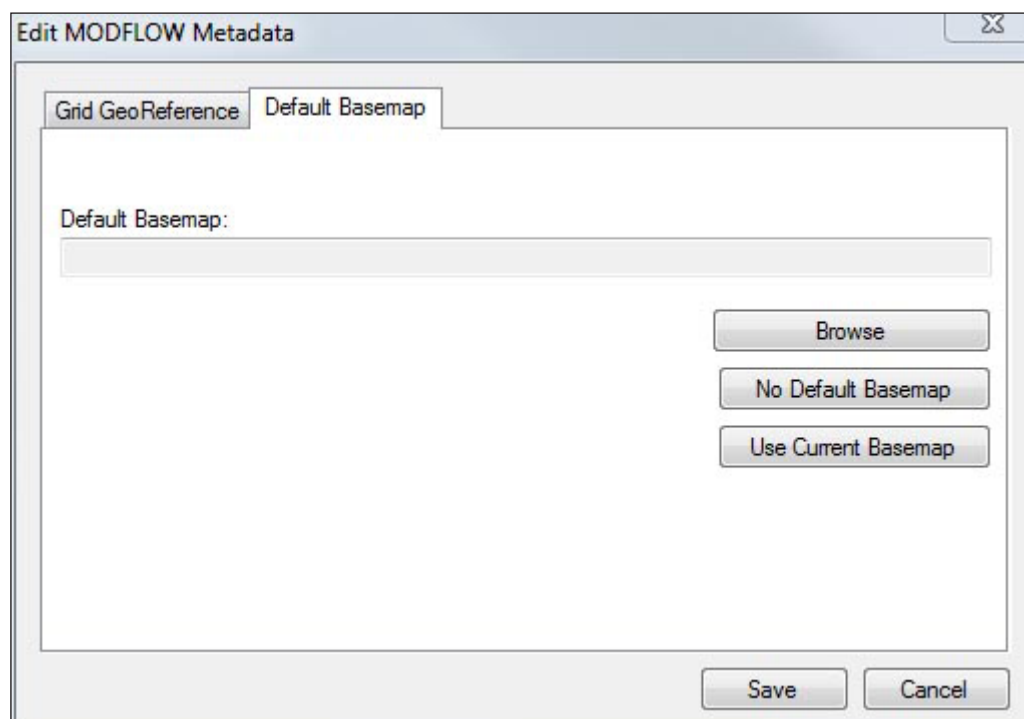 Edit MODFLOW Metadata
Grid GeoReference Default Basemap
Default Basemap:
Browse
No Default Basemap
Use Current Basemap
Save Cancel